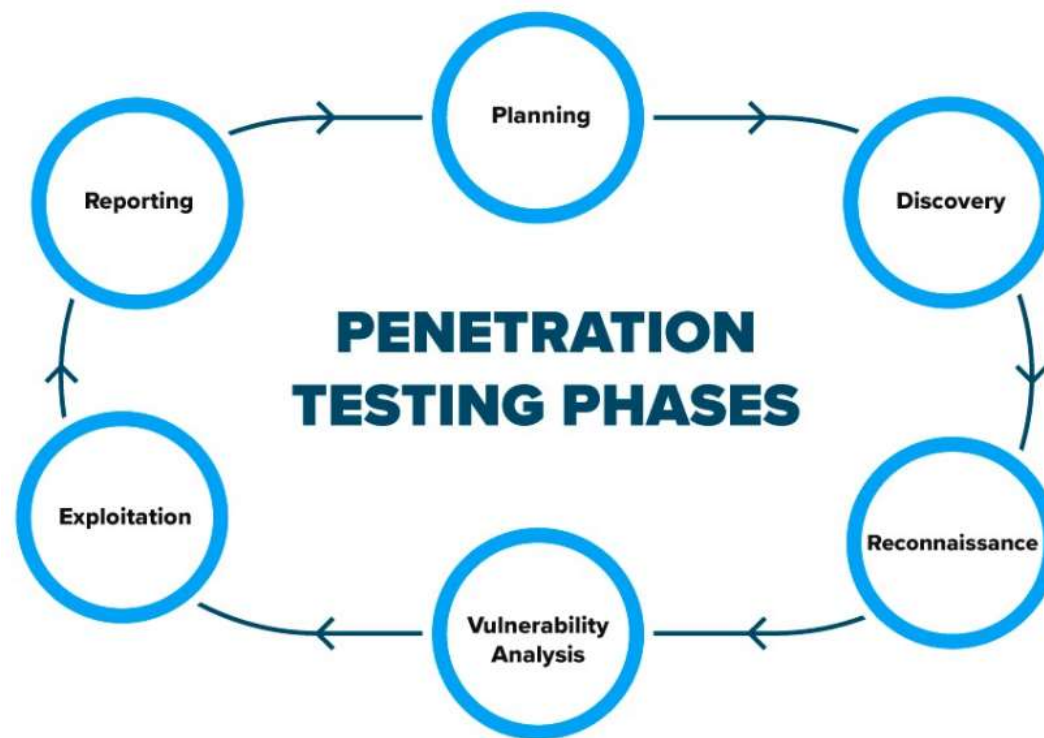 Planning
Reporting
Discovery
PENETRATION
TESTING PHASES
Exploitation
Reconnaissance
Vulnerability
Analysis